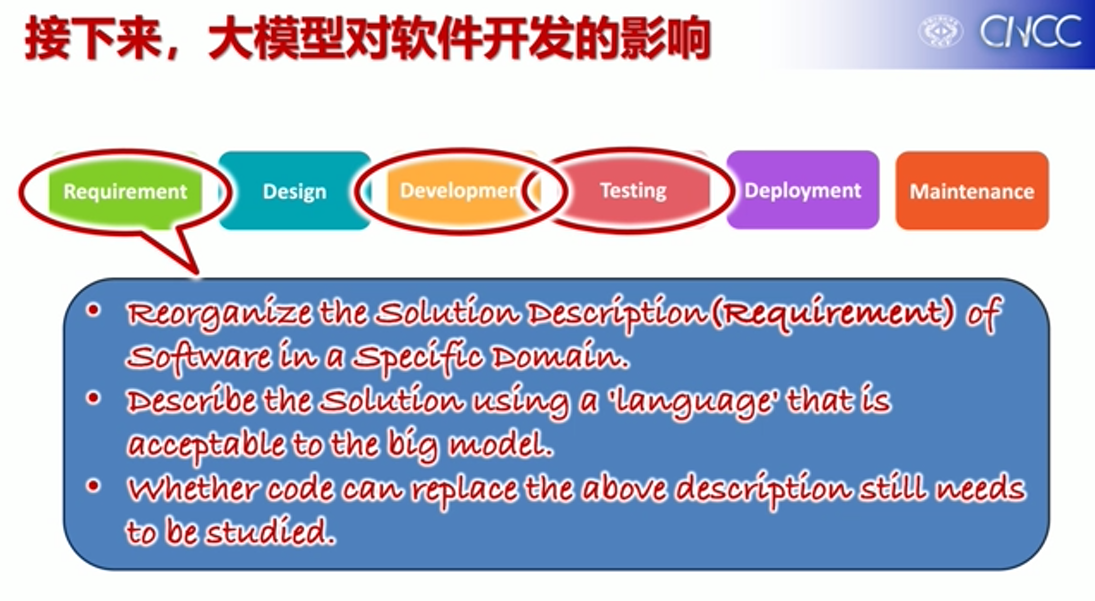 接下来，大模型对软件开发的影响
CNCC
Requirement
Design
Developmen
Testing
Deployment
Maintenance
• Reorganize the Solution Description(Requirement) of
Software in a Specific Domain.
• Describe the Solution using a 'language' that is
acceptable to the big model.
• Whether code can replace the above description still needs
to be studied.